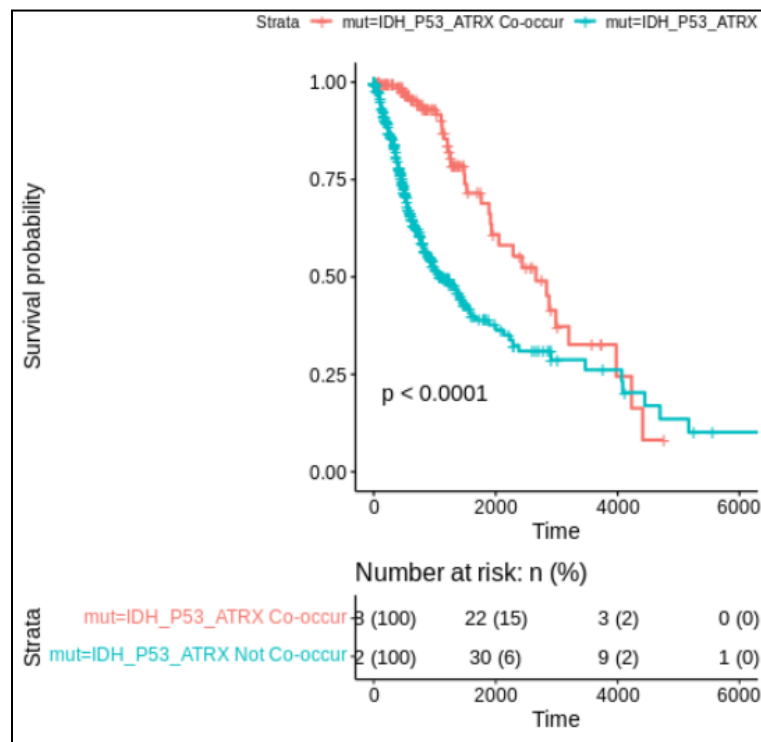 Strata mut=IDH_P53_ATRX Co-occur mut=IDH_P53_ATRX
Survival probability
1.00
0.75
0.50
0.25
0.00
p < 0.0001
0 2000 4000 6000
Time
Number at risk: n (%)
Strata
mut=IDH_P53_ATRX Co-occur 3 (100) 22 (15) 3 (2) 0 (0)
mut=IDH_P53_ATRX Not Co-occur 2 (100) 30 (6) 9 (2) 1 (0)
0 2000 4000 6000
Time